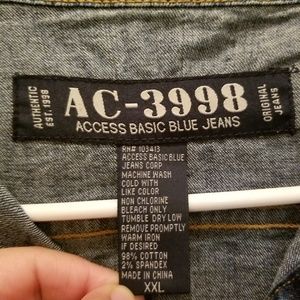 AUTHENTIC
EST. 1998
AC-3998
ACCESS BASIC BLUE JEANS
ORIGINAL
JEANS
RN# 103413
ACCESS BASIC BLUE
JEANS CORP
MACHINE WASH
COLD WITH
LIKE COLOR
NON CHLORINE
BLEACH ONLY
TUMBLE DRY LOW
REMOVE PROMPTLY
WARM IRON
IF DESIRED
98% COTTON
2% SPANDEX
MADE IN CHINA
XXL